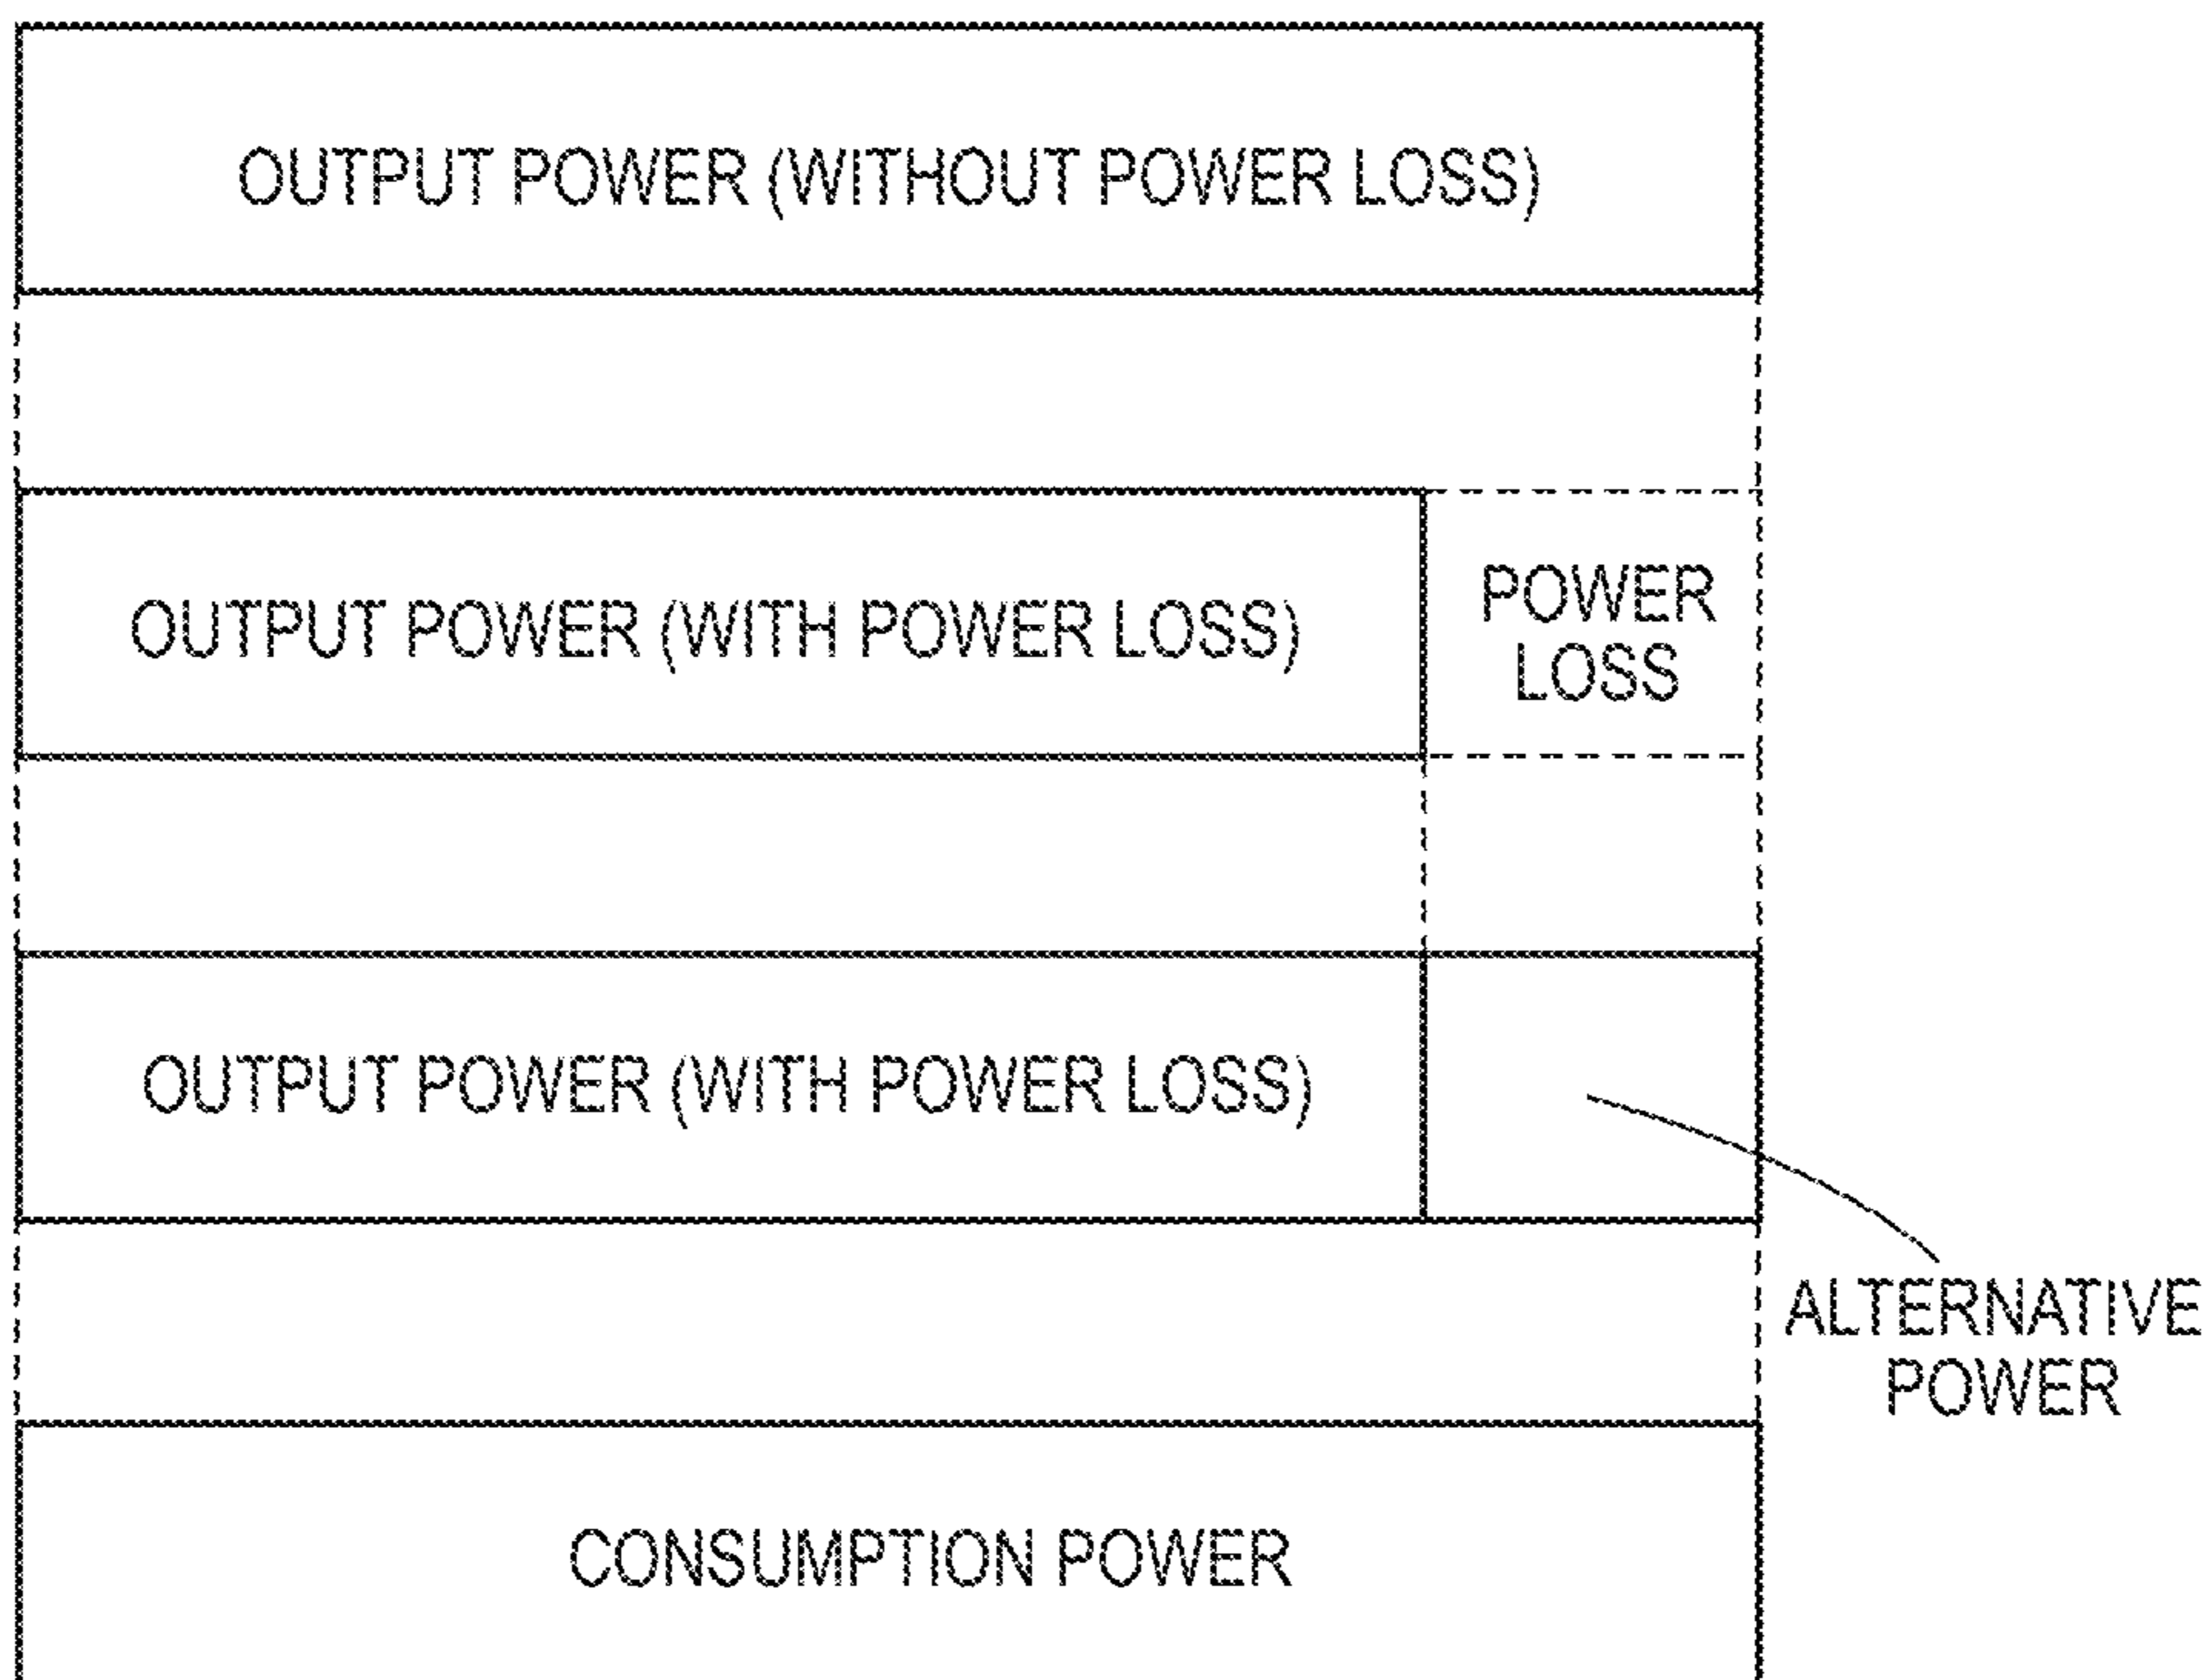 OUTPUT POWER (WITHOUT POWER LOSS)
OUTPUT POWER (WITH POWER LOSS)
POWER
LOSS
OUTPUT POWER (WITH POWER LOSS)
ALTERNATIVE
POWER
CONSUMPTION POWER